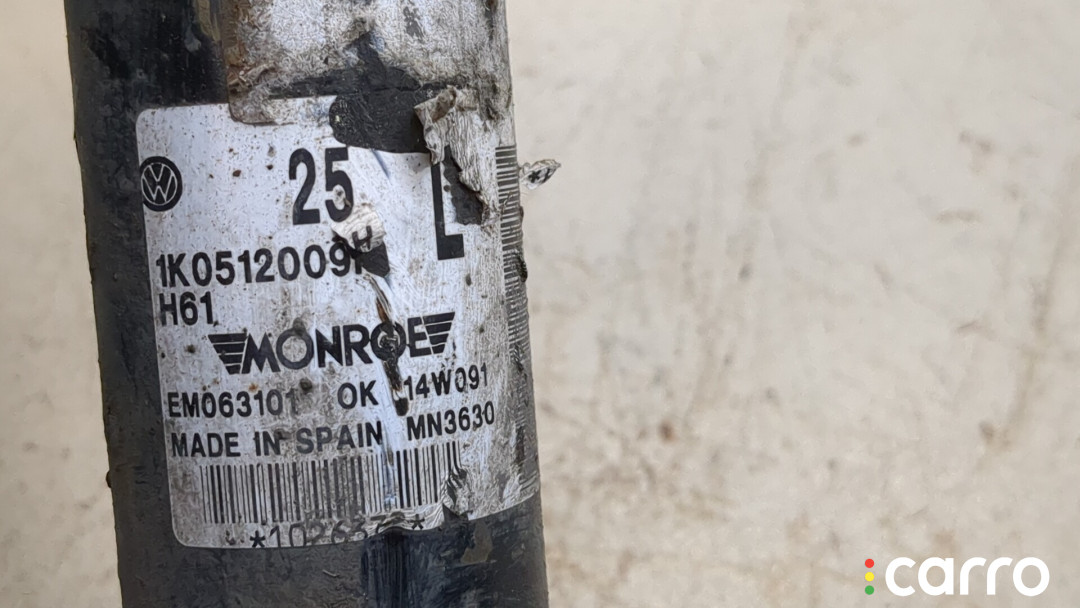 25 L
1K0512009
H61
MONROE
EM063101 OK 14W091
MADE IN SPAIN MN3630
carro